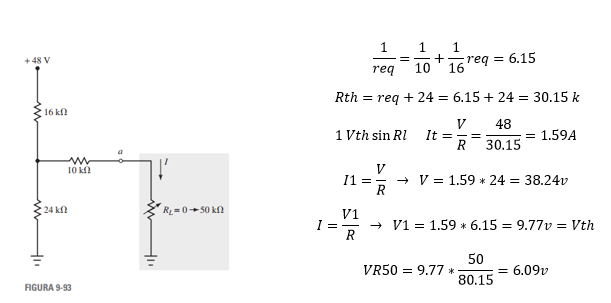 + 48 V
16 kΩ
a
10 kΩ
I
24 kΩ
R_L = 0 → 50 kΩ
FIGURA 9-93
1/req = 1/10 + 1/16 req = 6.15
Rth = req + 24 = 6.15 + 24 = 30.15 k
1 Vth sin Rl It = V/R = 48/30.15 = 1.59A
I1 = V/R → V = 1.59 * 24 = 38.24v
I = V1/R → V1 = 1.59 * 6.15 = 9.77v = Vth
VR50 = 9.77 * 50/80.15 = 6.09v